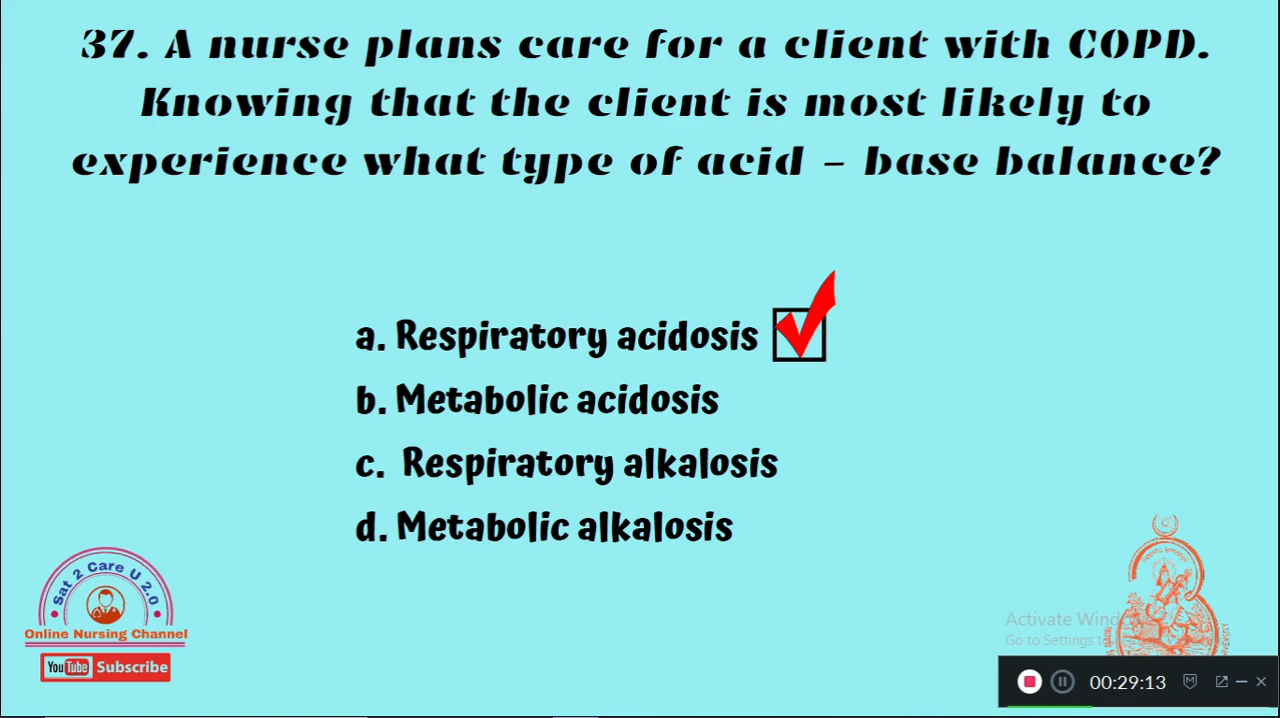 37. A nurse plans care for a client with COPD.
Knowing that the client is most likely to
experience what type of acid – base balance?
a. Respiratory acidosis
b. Metabolic acidosis
c. Respiratory alkalosis
d. Metabolic alkalosis
Sat 2 Care U 2.0
Online Nursing Channel
YouTube Subscribe
Activate Wind
Go to Settings to
00:29:13